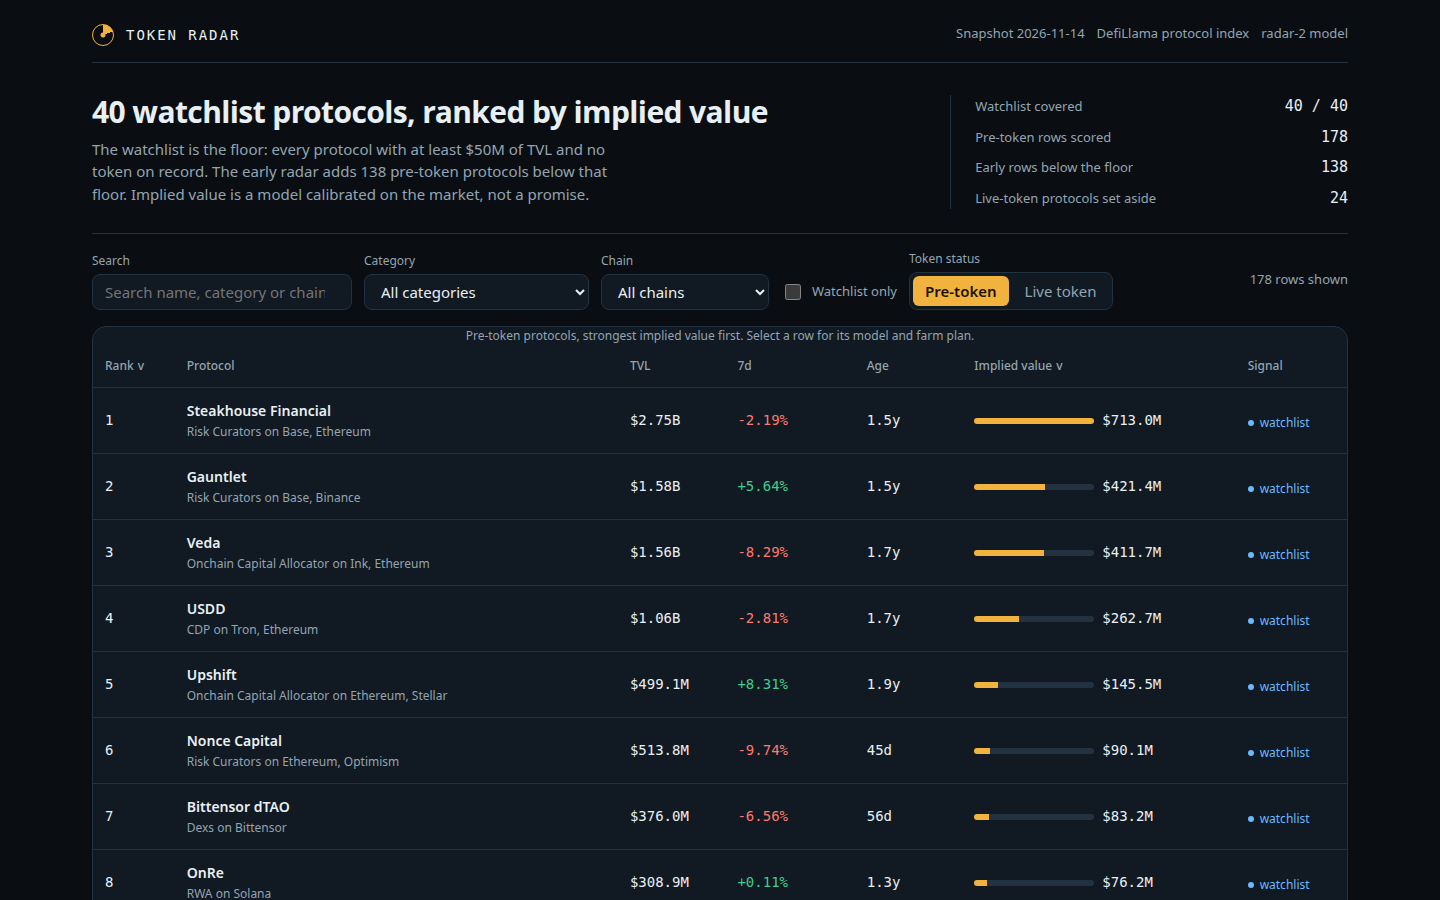 TOKEN RADAR
Snapshot 2026-11-14 DefiLlama protocol index radar-2 model
40 watchlist protocols, ranked by implied value
The watchlist is the floor: every protocol with at least $50M of TVL and no
token on record. The early radar adds 138 pre-token protocols below that
floor. Implied value is a model calibrated on the market, not a promise.
Watchlist covered 40 / 40
Pre-token rows scored 178
Early rows below the floor 138
Live-token protocols set aside 24
Search Category Chain Token status
Search name, category or chain All categories All chains Watchlist only Pre-token Live token 178 rows shown
Pre-token protocols, strongest implied value first. Select a row for its model and farm plan.
Rank v Protocol TVL 7d Age Implied value v Signal
1 Steakhouse Financial $2.75B -2.19% 1.5y $713.0M watchlist
Risk Curators on Base, Ethereum
2 Gauntlet $1.58B +5.64% 1.5y $421.4M watchlist
Risk Curators on Base, Binance
3 Veda $1.56B -8.29% 1.7y $411.7M watchlist
Onchain Capital Allocator on Ink, Ethereum
4 USDD $1.06B -2.81% 1.7y $262.7M watchlist
CDP on Tron, Ethereum
5 Upshift $499.1M +8.31% 1.9y $145.5M watchlist
Onchain Capital Allocator on Ethereum, Stellar
6 Nonce Capital $513.8M -9.74% 45d $90.1M watchlist
Risk Curators on Ethereum, Optimism
7 Bittensor dTAO $376.0M -6.56% 56d $83.2M watchlist
Dexs on Bittensor
8 OnRe $308.9M +0.11% 1.3y $76.2M watchlist
RWA on Solana